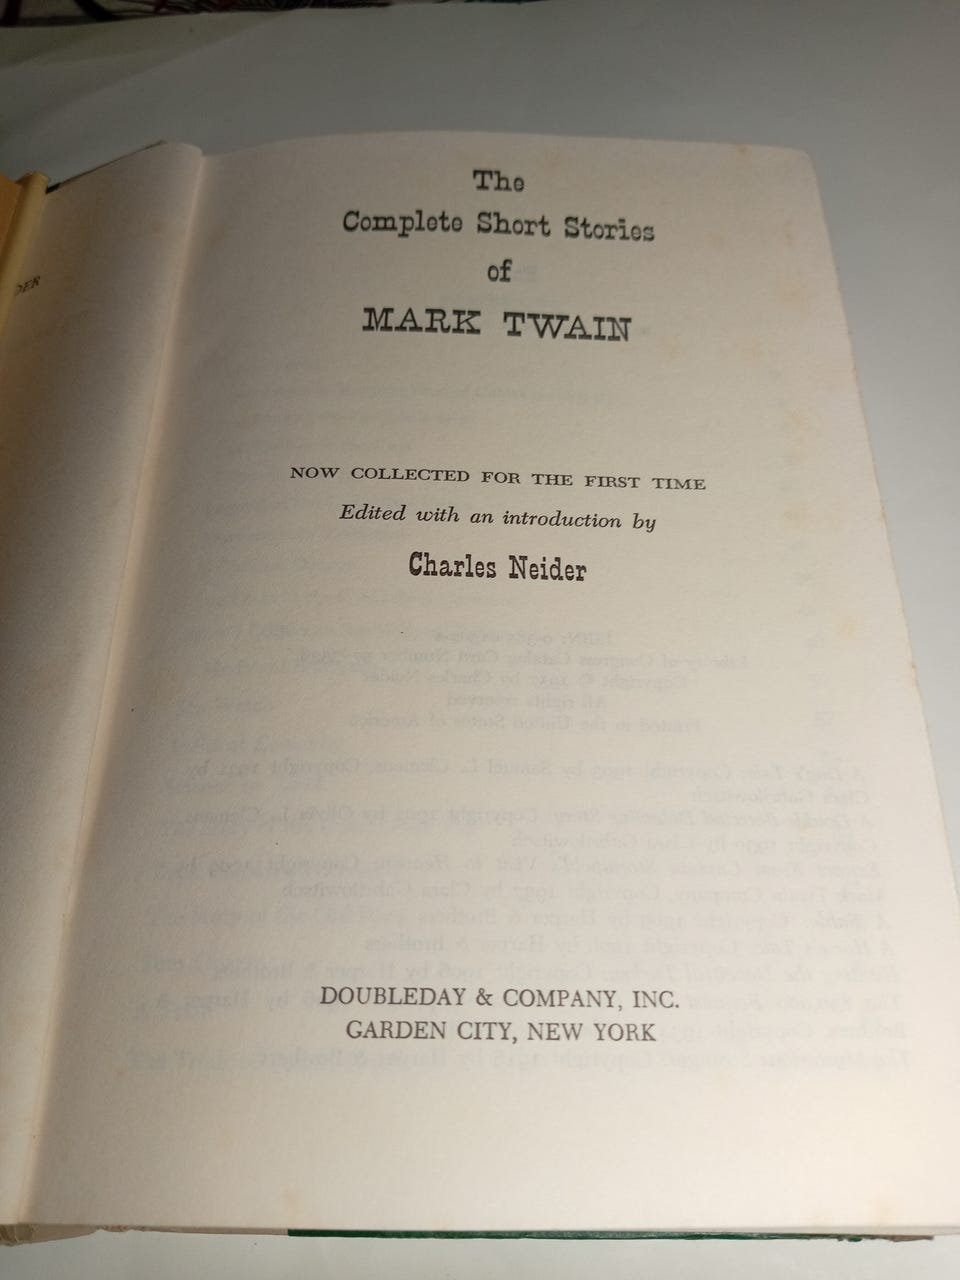 DER
The
Complete Short Stories
of
MARK TWAIN
NOW COLLECTED FOR THE FIRST TIME
Edited with an introduction by
Charles Neider
DOUBLEDAY & COMPANY, INC.
GARDEN CITY, NEW YORK